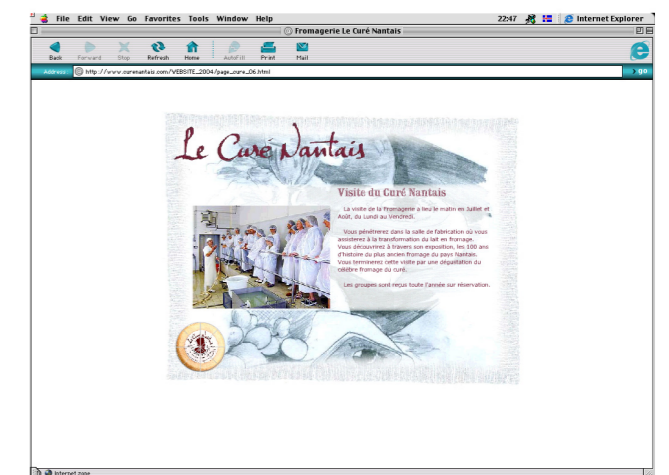 File Edit View Go Favorites Tools Window Help 22:47 Internet Explorer
Fromagerie Le Curé Nantais
Back Forward Stop Refresh Home AutoFill Print Mail
Address http://www.curenantais.com/WEBSITE_2004/page_cure_06.html go
Le Curé Nantais
Visite du Curé Nantais
La visite de la Fromagerie a lieu le matin en Juillet et
Août, du Lundi au Vendredi.
Vous pénétrerez dans la salle de fabrication où vous
assisterez à la transformation du lait en fromage.
Vous découvrirez à travers son exposition, les 100 ans
d'histoire du plus ancien fromage du pays Nantais.
Vous terminerez cette visite par une dégustation du
célèbre fromage du curé.
Les groupes sont reçus toute l'année sur réservation.
Internet zone